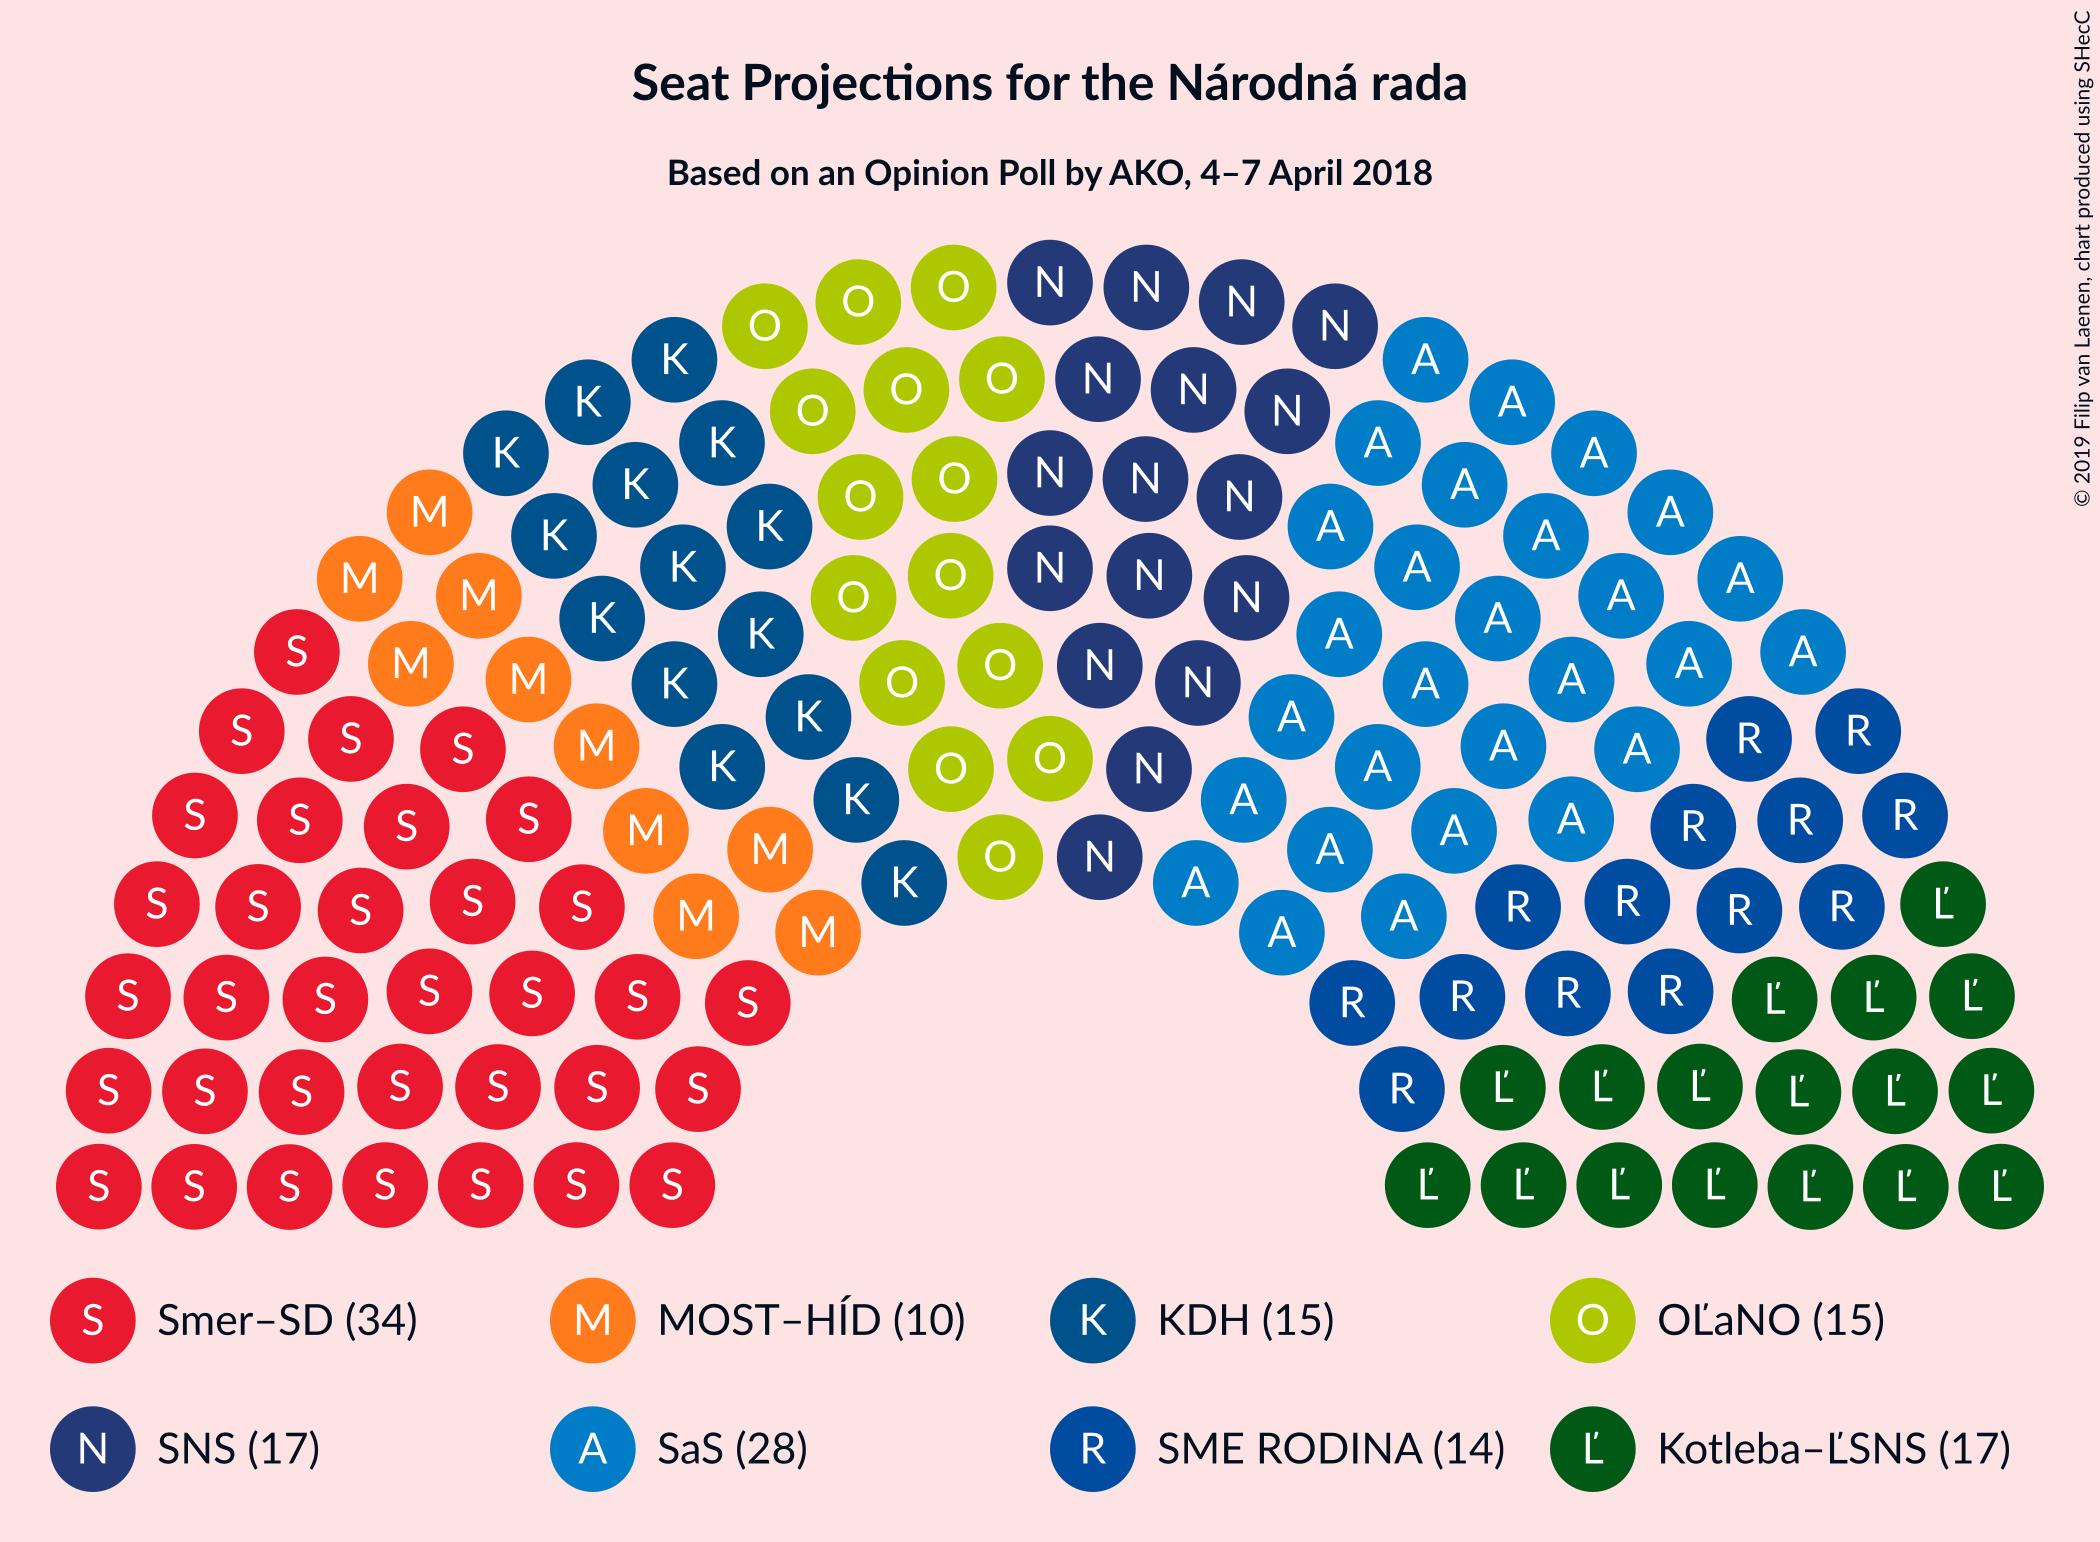 Seat Projections for the Národná rada
Based on an Opinion Poll by AKO, 4–7 April 2018
© 2019 Filip van Laenen, chart produced using SHecC
N N N N
O O O
K A
K A
K A
M A
M A
S A
S R
S R
S Ľ
S Ľ
S Ľ
S Ľ
O O N N N
K O A
K A
K A
M A
M A
S R
S R
S R
S Ľ
S Ľ
S Ľ
O O N N N
K A
K A
K A
M A
S A
S R
S R
S Ľ
S Ľ
S Ľ
O O N N N
K A
K A
M A
S A
S R
S R
S Ľ
S Ľ
O O N N
K A
K A
M A
S R
S R
S Ľ
S Ľ
O O N
K A
M A
M A
S R
S Ľ
S Ľ
O N
K A
M A
S R
S R
S Ľ
S Smer–SD (34)
M MOST–HÍD (10)
K KDH (15)
O OĽaNO (15)
N SNS (17)
A SaS (28)
R SME RODINA (14)
Ľ Kotleba–ĽSNS (17)